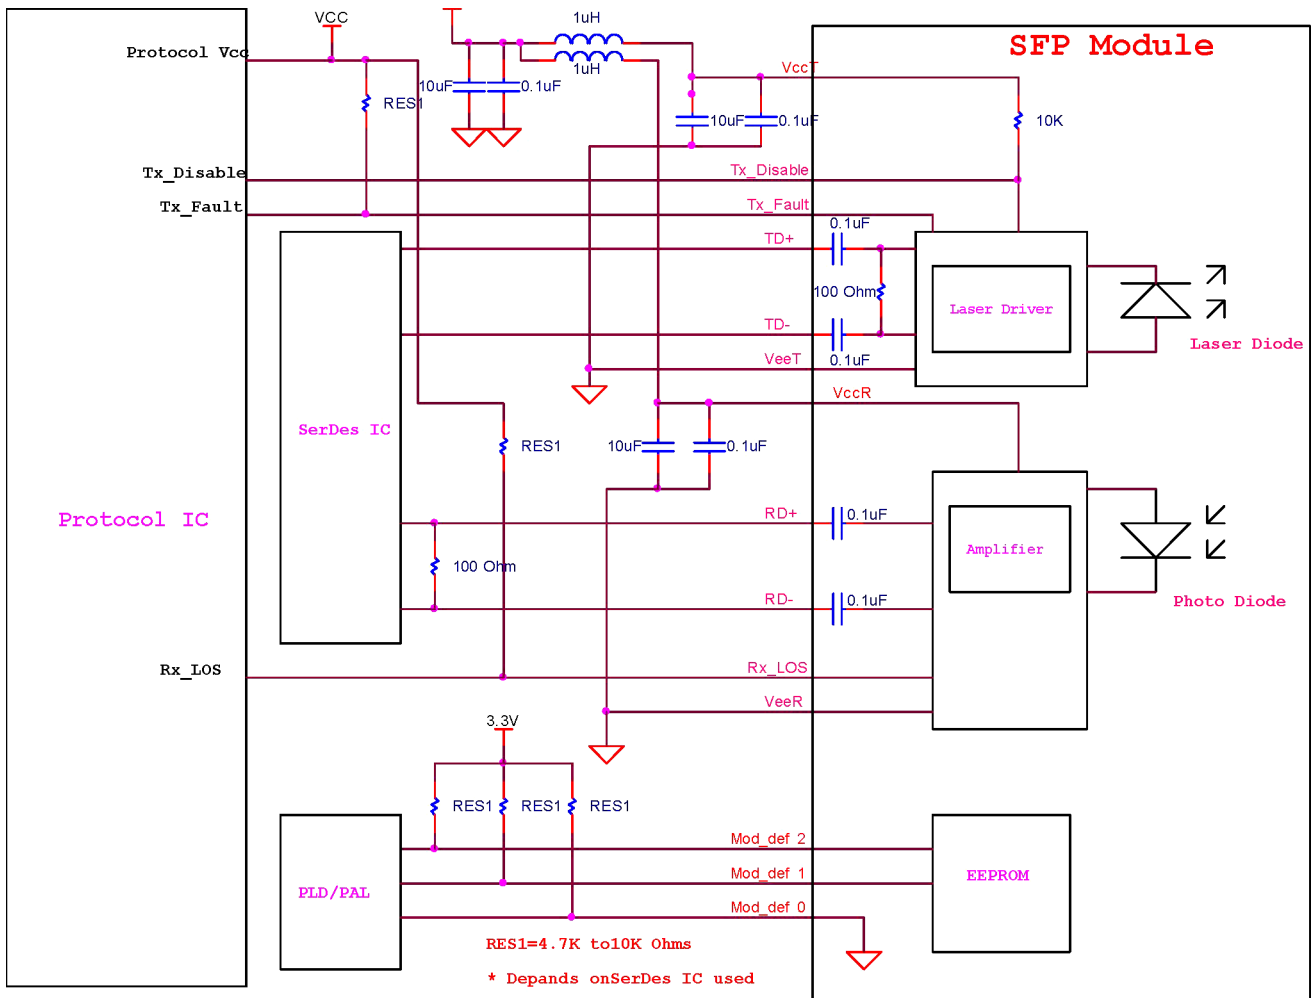 VCC
1uH
SFP Module
Protocol Vcc
1uH
VccT
10uF
0.1uF
RES1
10uF
0.1uF
10K
Tx_Disable
Tx_Disable
Tx_Fault
Tx_Fault
0.1uF
TD+
100 Ohm
Laser Driver
TD-
Laser Diode
VeeT
0.1uF
VccR
SerDes IC
RES1
10uF
0.1uF
Protocol IC
RD+
0.1uF
Amplifier
100 Ohm
RD-
0.1uF
Photo Diode
Rx_LOS
Rx_LOS
VeeR
3.3V
RES1
RES1
RES1
Mod_def 2
Mod_def 1
EEPROM
PLD/PAL
Mod_def 0
RES1=4.7K to10K Ohms
* Depands onSerDes IC used